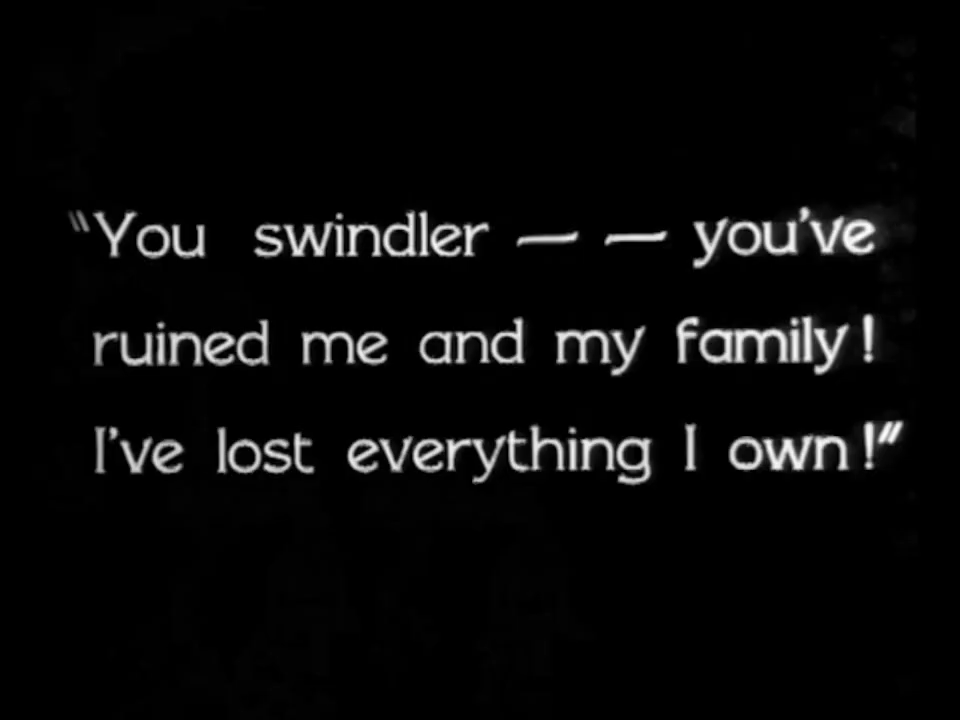 "You swindler — — you've
ruined me and my family!
I've lost everything I own!"